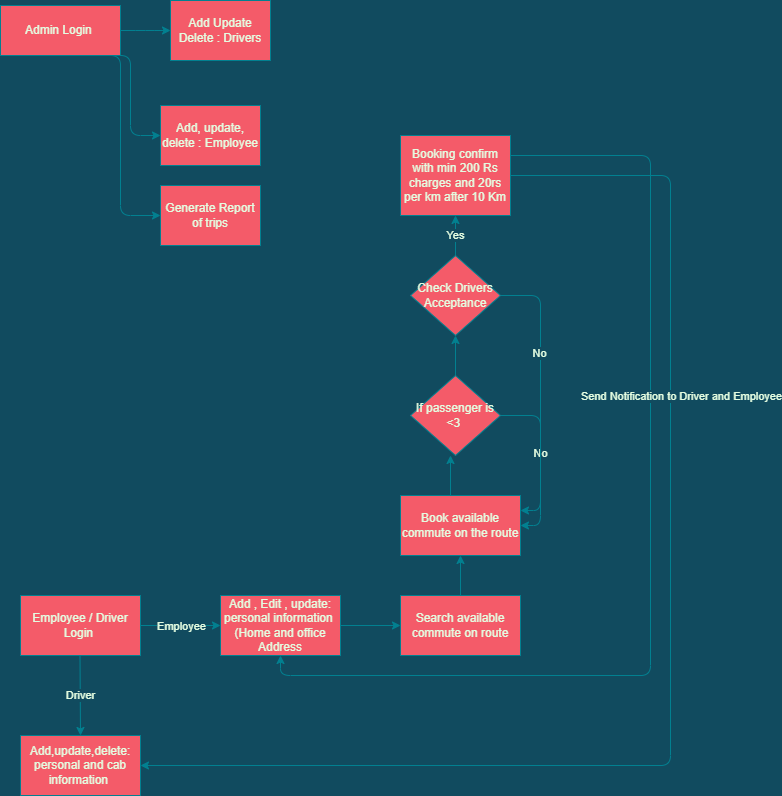 Admin Login
Add Update
Delete : Drivers
Add, update,
delete : Employee
Generate Report
of trips
Booking confirm
with min 200 Rs
charges and 20rs
per km after 10 Km
Yes
Check Drivers
Acceptance
No
Send Notification to Driver and Employee
If passenger is
<3
No
Book available
commute on the route
Employee / Driver
Login
Employee
Add , Edit , update:
personal information
(Home and office
Address
Search available
commute on route
Driver
Add,update,delete:
personal and cab
information